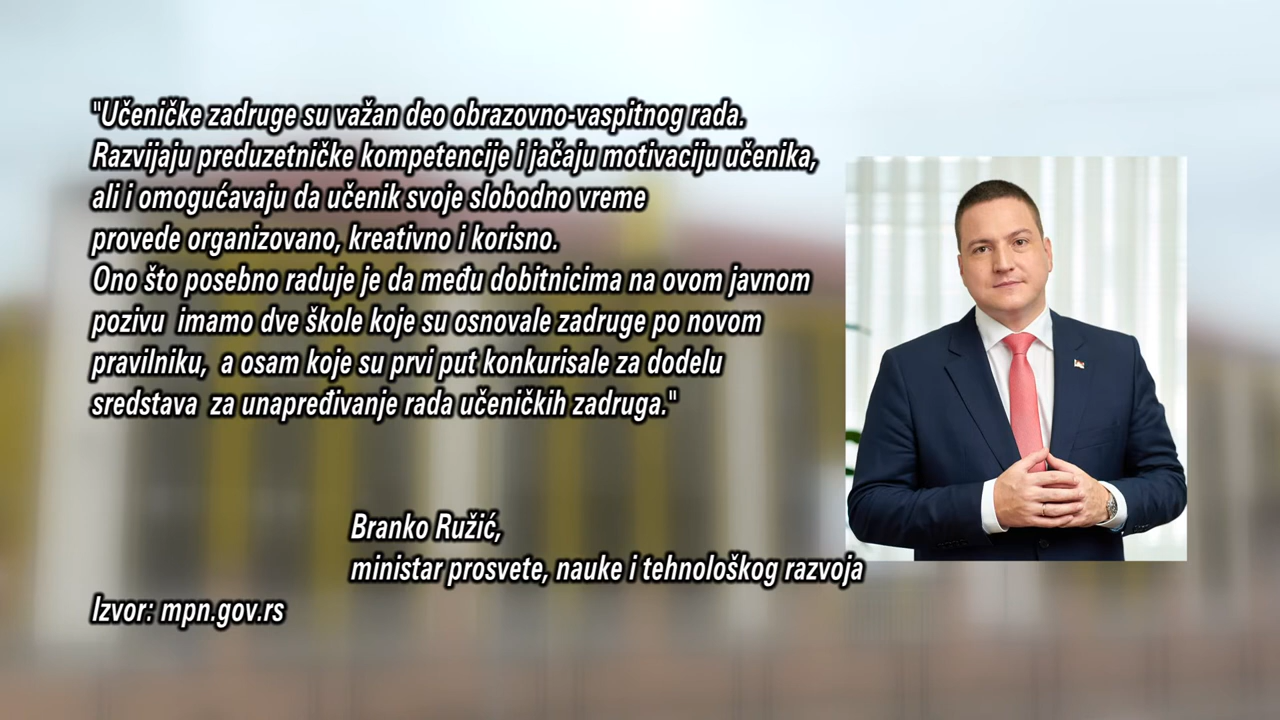 "Učeničke zadruge su važan deo obrazovno-vaspitnog rada.
Razvijaju preduzetničke kompetencije i jačaju motivaciju učenika,
ali i omogućavaju da učenik svoje slobodno vreme
provede organizovano, kreativno i korisno.
Ono što posebno raduje je da među dobitnicima na ovom javnom
pozivu  imamo dve škole koje su osnovale zadruge po novom
pravilniku,  a osam koje su prvi put konkurisale za dodelu
sredstava  za unapređivanje rada učeničkih zadruga."
Branko Ružić,
ministar prosvete, nauke i tehnološkog razvoja
Izvor: mpn.gov.rs